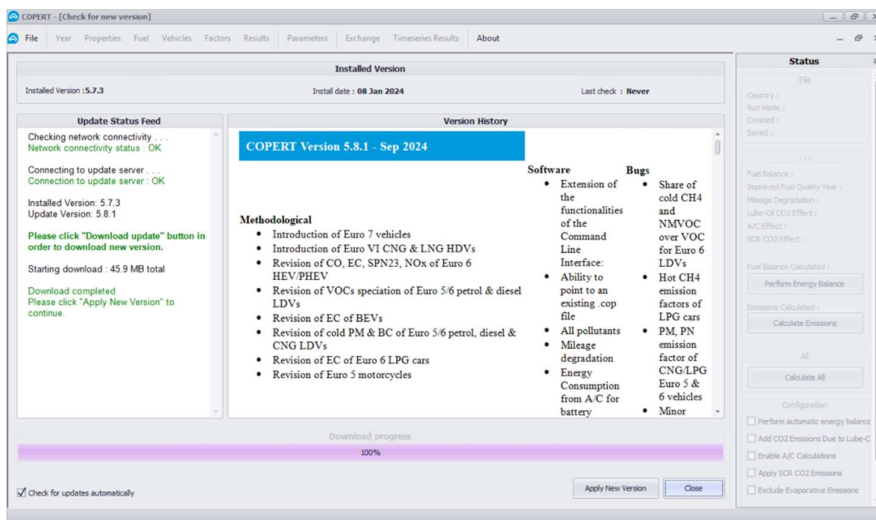 COPERT - [Check for new version]
File Year Properties Fuel Vehicles Factors Results Parameters Exchange Timeseries Results About
Installed Version
Installed Version :5.7.3
Install date : 08 Jan 2024
Last check : Never
Update Status Feed
Checking network connectivity . . .
Network connectivity status : OK
Connecting to update server . . .
Connection to update server : OK
Installed Version: 5.7.3
Update Version: 5.8.1
Please click "Download update" button in
order to download new version.
Starting download : 45.9 MB total
Download completed
Please click "Apply New Version" to
continue.
Version History
COPERT Version 5.8.1 - Sep 2024
Methodological
• Introduction of Euro 7 vehicles
• Introduction of Euro VI CNG & LNG HDVs
• Revision of CO, EC, SPN23, NOx of Euro 6
HEV/PHEV
• Revision of VOCs speciation of Euro 5/6 petrol & diesel
LDVs
• Revision of EC of BEVs
• Revision of cold PM & BC of Euro 5/6 petrol, diesel &
CNG LDVs
• Revision of EC of Euro 6 LPG cars
• Revision of Euro 5 motorcycles
Software
• Extension of
the
functionalities
of the
Command
Line
Interface:
• Ability to
point to an
existing .cop
file
• All pollutants
• Mileage
degradation
• Energy
Consumption
from A/C for
battery
Bugs
• Share of
cold CH4
and
NMVOC
over VOC
for Euro 6
LDVs
• Hot CH4
emission
factors of
LPG cars
• PM, PN
emission
factor of
CNG/LPG
Euro 5 &
6 vehicles
• Minor
Download progress
100%
Check for updates automatically
Apply New Version
Close
Status
File
Country :
Run Mode :
Created :
Saved :
Fuel Balance :
Improved Fuel Quality Year :
Mileage Degradation :
Lube-Oil CO2 Effect :
A/C Effect :
SCR CO2 Effect :
Fuel Balance Calculated :
Perform Energy Balance
Emissions Calculated :
Calculate Emissions
All
Calculate All
Configuration
Perform automatic energy balance
Add CO2 Emissions Due to Lube-C
Enable A/C Calculations
Apply SCR CO2 Emissions
Exclude Evaporative Emissions